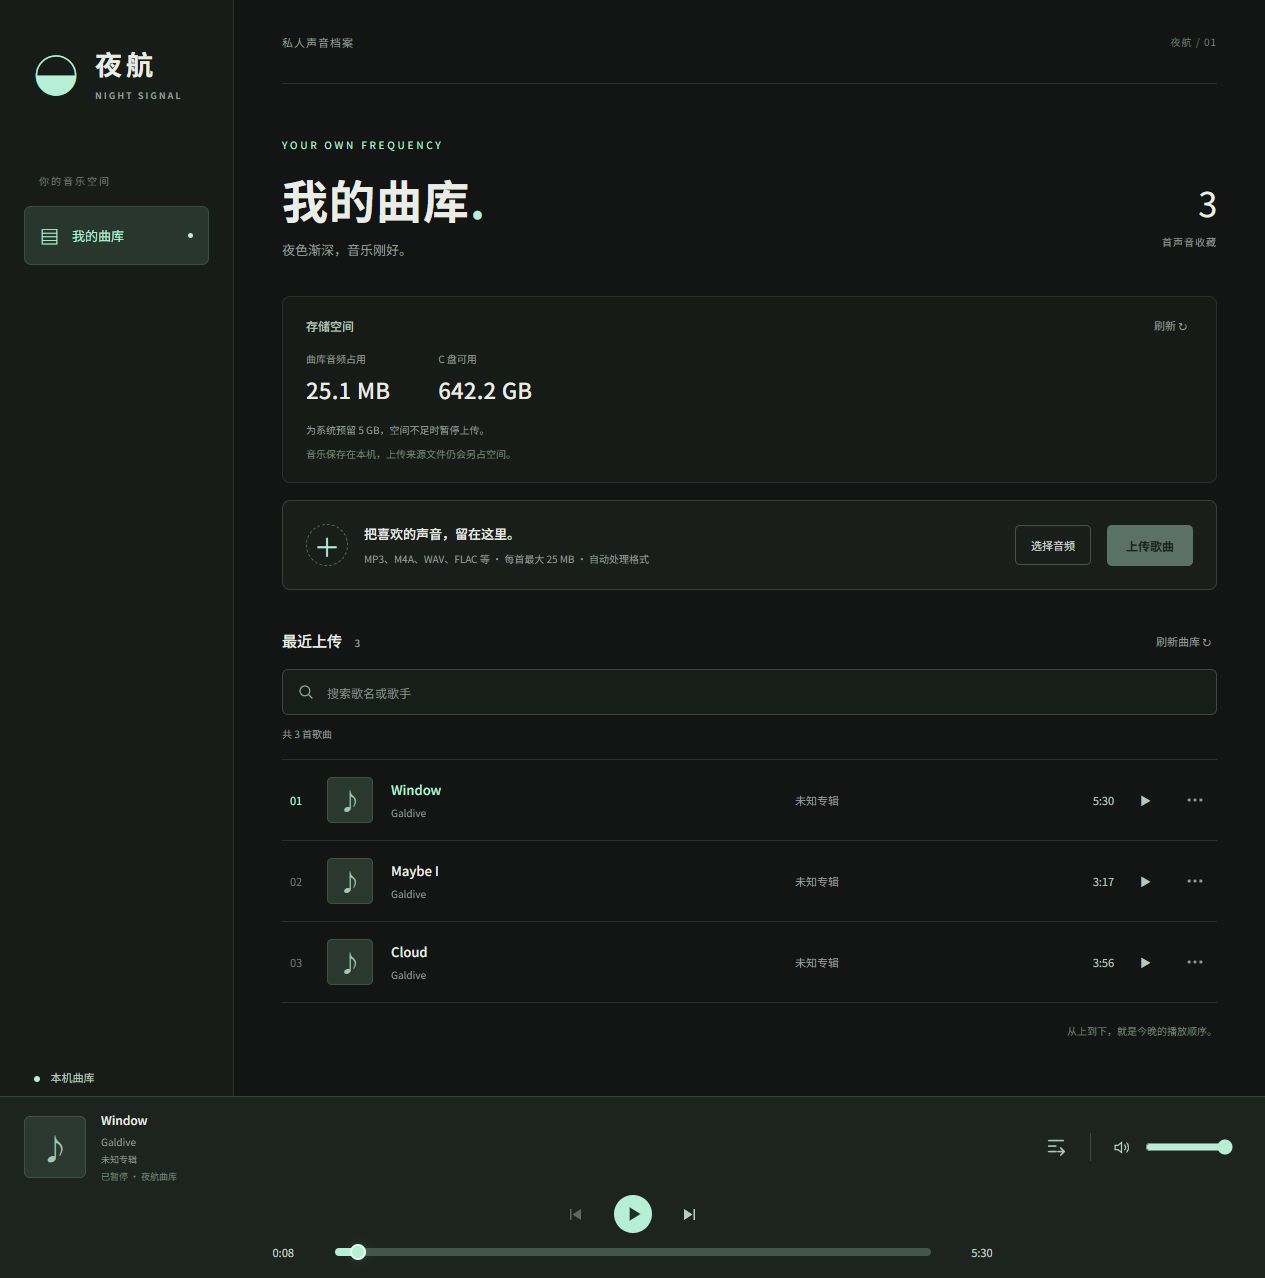 夜航
NIGHT SIGNAL
你的音乐空间
我的曲库
本机曲库
私人声音档案
夜航 / 01
YOUR OWN FREQUENCY
我的曲库.
夜色渐深，音乐刚好。
3
首声音收藏
存储空间
刷新 ↻
曲库音频占用
C 盘可用
25.1 MB
642.2 GB
为系统预留 5 GB，空间不足时暂停上传。
音乐保存在本机，上传来源文件仍会另占空间。
把喜欢的声音，留在这里。
MP3、M4A、WAV、FLAC 等 · 每首最大 25 MB · 自动处理格式
选择音频
上传歌曲
最近上传 3
刷新曲库 ↻
搜索歌名或歌手
共 3 首歌曲
01
Window
Galdive
未知专辑
5:30
02
Maybe I
Galdive
未知专辑
3:17
03
Cloud
Galdive
未知专辑
3:56
从上到下，就是今晚的播放顺序。
Window
Galdive
未知专辑
已暂停 · 夜航曲库
0:08
5:30